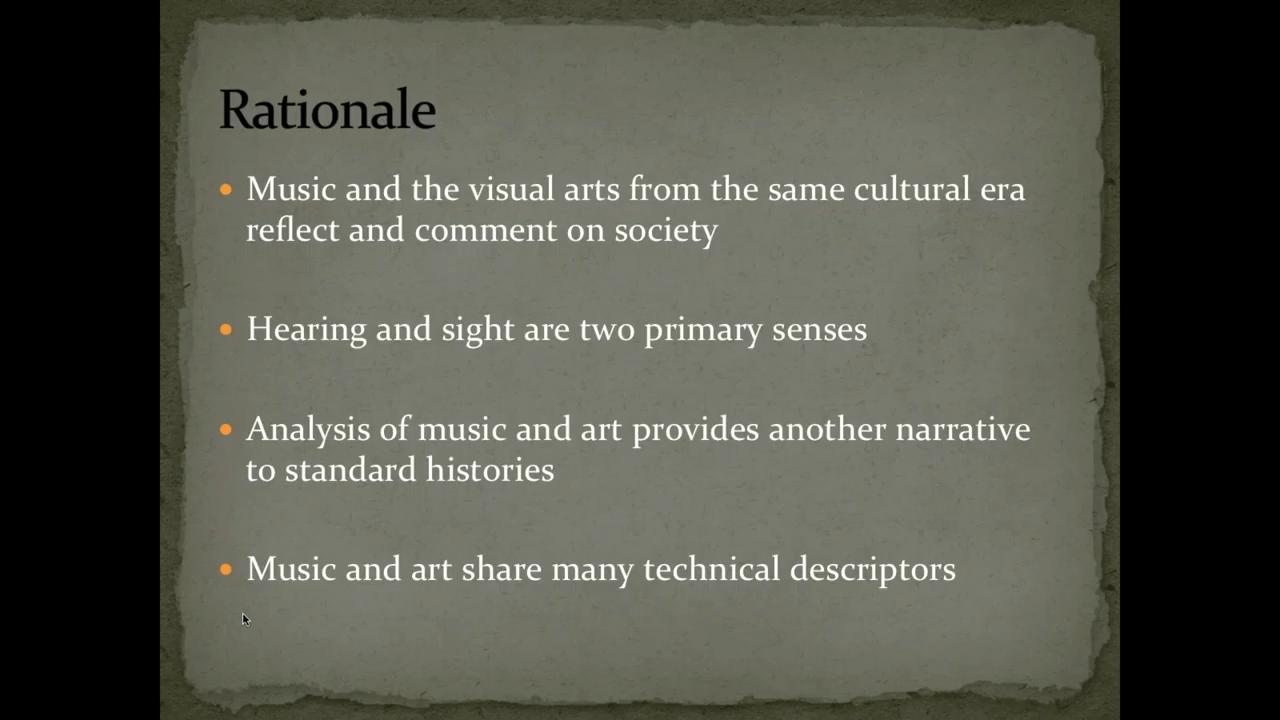 Rationale
• Music and the visual arts from the same cultural era
reflect and comment on society
• Hearing and sight are two primary senses
• Analysis of music and art provides another narrative
to standard histories
• Music and art share many technical descriptors